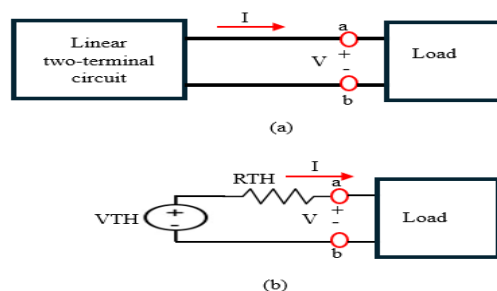 I
a
Linear
two-terminal
circuit
V
+
-
Load
b
(a)
RTH
I
a
VTH
+
-
V
+
-
Load
b
(b)